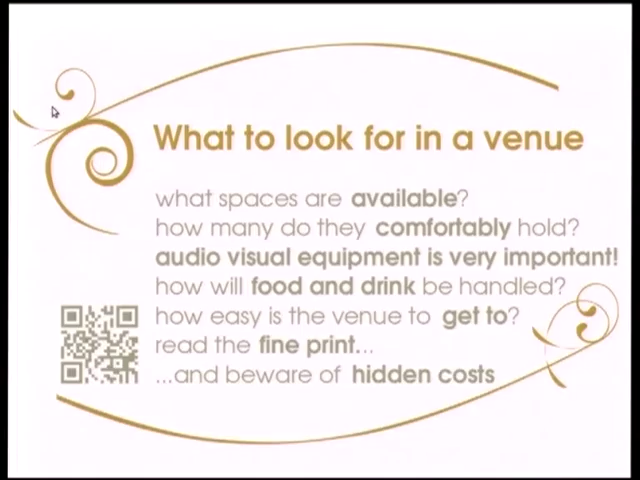 What to look for in a venue
what spaces are available?
how many do they comfortably hold?
audio visual equipment is very important!
how will food and drink be handled?
how easy is the venue to get to?
read the fine print...
...and beware of hidden costs